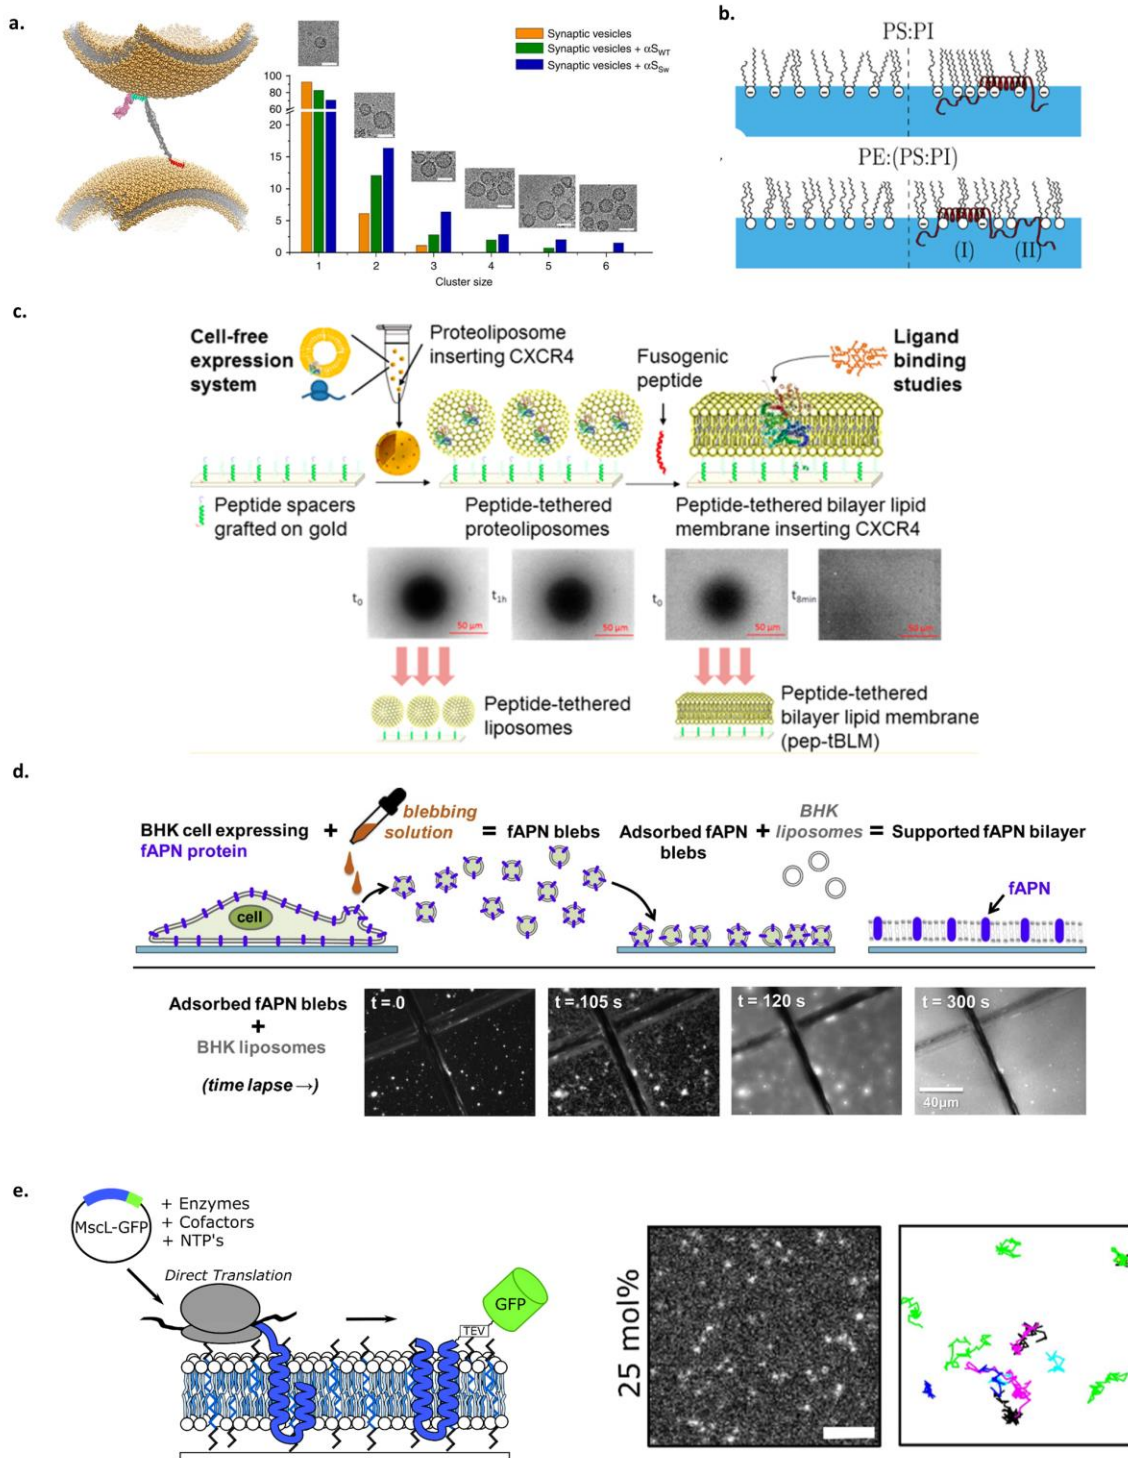 a.
Synaptic vesicles
Synaptic vesicles + αSWT
Synaptic vesicles + αSSw
100
80
60
20
15
10
5
0
1 2 3 4 5 6
Cluster size
b.
PS:PI
PE:(PS:PI)
(I) (II)
c.
Cell-free
expression
system
Proteoliposome
inserting CXCR4
Fusogenic
peptide
Ligand
binding
studies
Peptide spacers
grafted on gold
Peptide-tethered
proteoliposomes
Peptide-tethered bilayer lipid
membrane inserting CXCR4
t0 50 μm
t1h 50 μm
t0 50 μm
t8min 50 μm
Peptide-tethered
liposomes
Peptide-tethered
bilayer lipid membrane
(pep-tBLM)
d.
BHK cell expressing
fAPN protein
+
blebbing
solution
= fAPN blebs
Adsorbed fAPN
blebs
+
BHK
liposomes
= Supported fAPN bilayer
cell
fAPN
Adsorbed fAPN blebs
+
BHK liposomes
(time lapse →)
t = 0
t = 105 s
t = 120 s
t = 300 s
40μm
e.
MscL-GFP
+ Enzymes
+ Cofactors
+ NTP's
Direct Translation
TEV
GFP
25 mol%